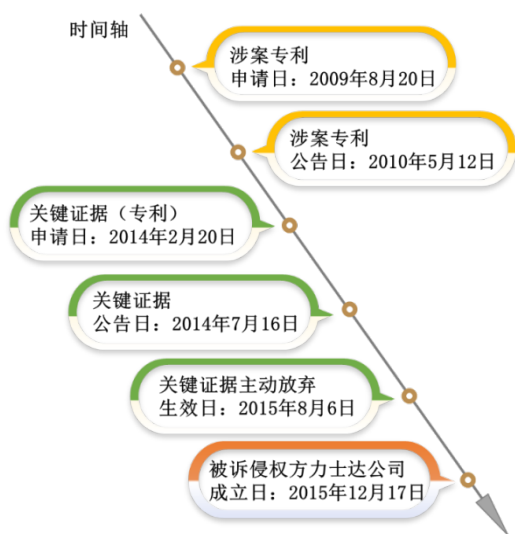 时间轴
涉案专利
申请日：2009年8月20日
涉案专利
公告日：2010年5月12日
关键证据（专利）
申请日：2014年2月20日
关键证据
公告日：2014年7月16日
关键证据主动放弃
生效日：2015年8月6日
被诉侵权方力士达公司
成立日：2015年12月17日